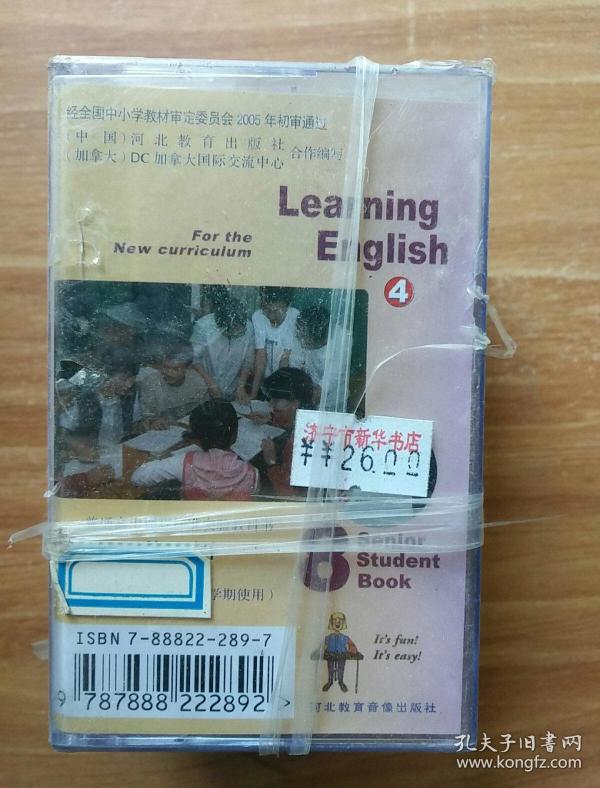 经全国中小学教材审定委员会 2005 年初审通过
(中 国) 河北教育出版社
(加拿大) DC 加拿大国际交流中心
合作编写
Learning
English
For the
New curriculum
4
济宁市新华书店
¥¥26.00
Senior
Student
Book
学期使用)
ISBN 7-88822-289-7
9 787888 222892 >
It's fun!
It's easy!
河北教育音像出版社
孔夫子旧书网
www.kongfz.com